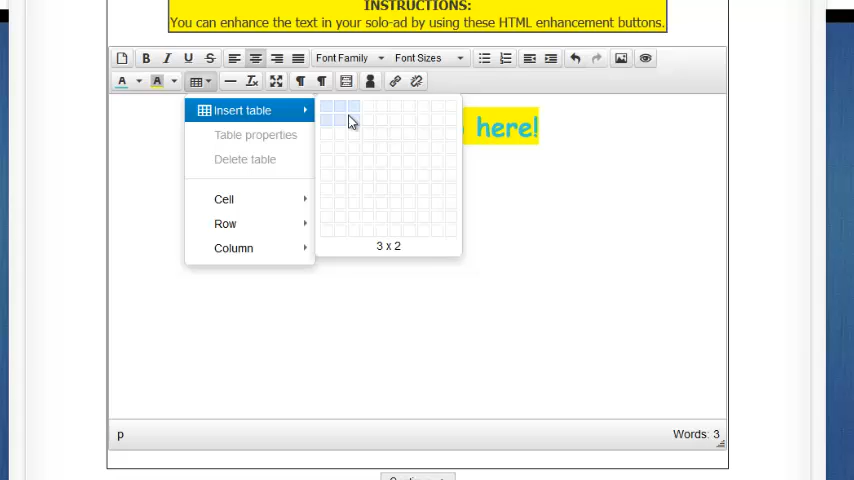 INSTRUCTIONS:
You can enhance the text in your solo-ad by using these HTML enhancement buttons.
B I U S Font Family Font Sizes
A A
Insert table
here!
Table properties
Delete table
Cell
Row
Column
3 x 2
p Words: 3